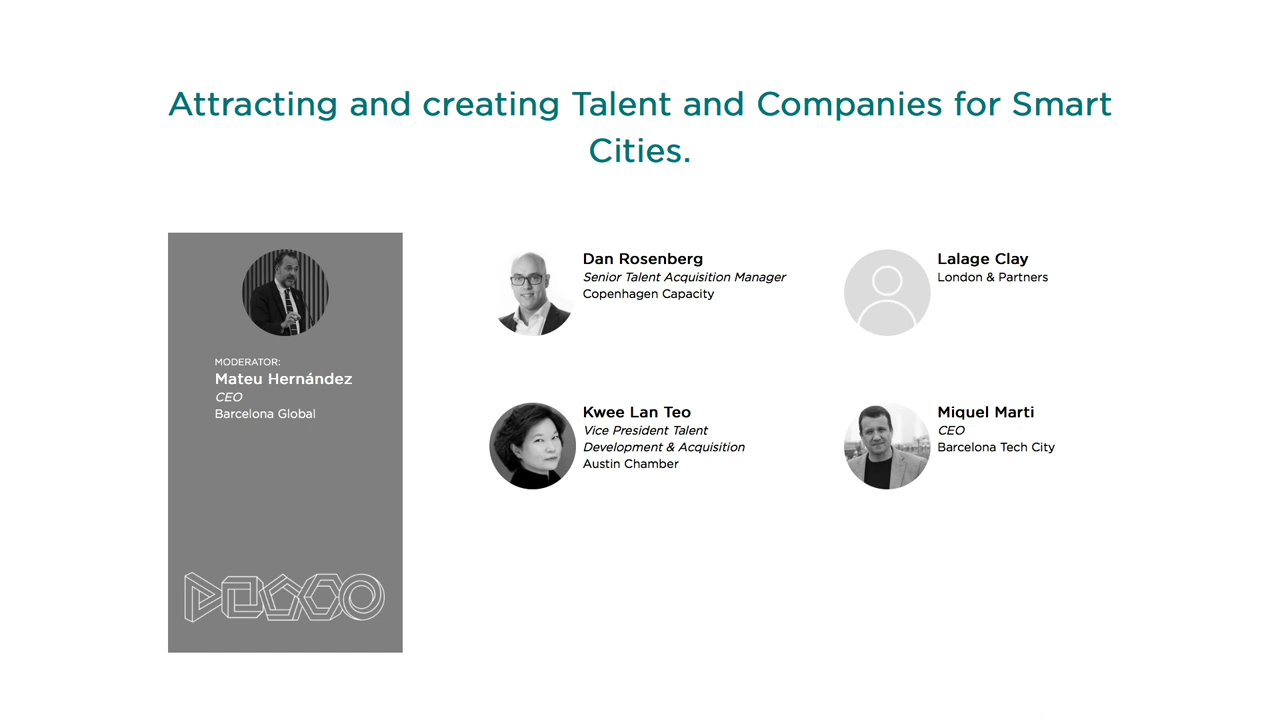 Attracting and creating Talent and Companies for Smart
Cities.
MODERATOR:
Mateu Hernández
CEO
Barcelona Global
Dan Rosenberg
Senior Talent Acquisition Manager
Copenhagen Capacity
Lalage Clay
London & Partners
Kwee Lan Teo
Vice President Talent
Development & Acquisition
Austin Chamber
Miquel Marti
CEO
Barcelona Tech City